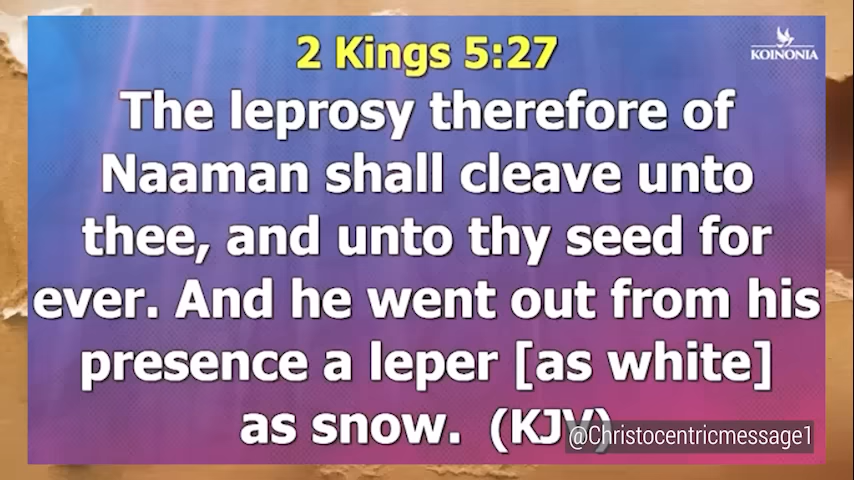 2 Kings 5:27
KOINONIA
The leprosy therefore of
Naaman shall cleave unto
thee, and unto thy seed for
ever. And he went out from his
presence a leper [as white]
as snow. (KJV)
@Christocentricmessage1